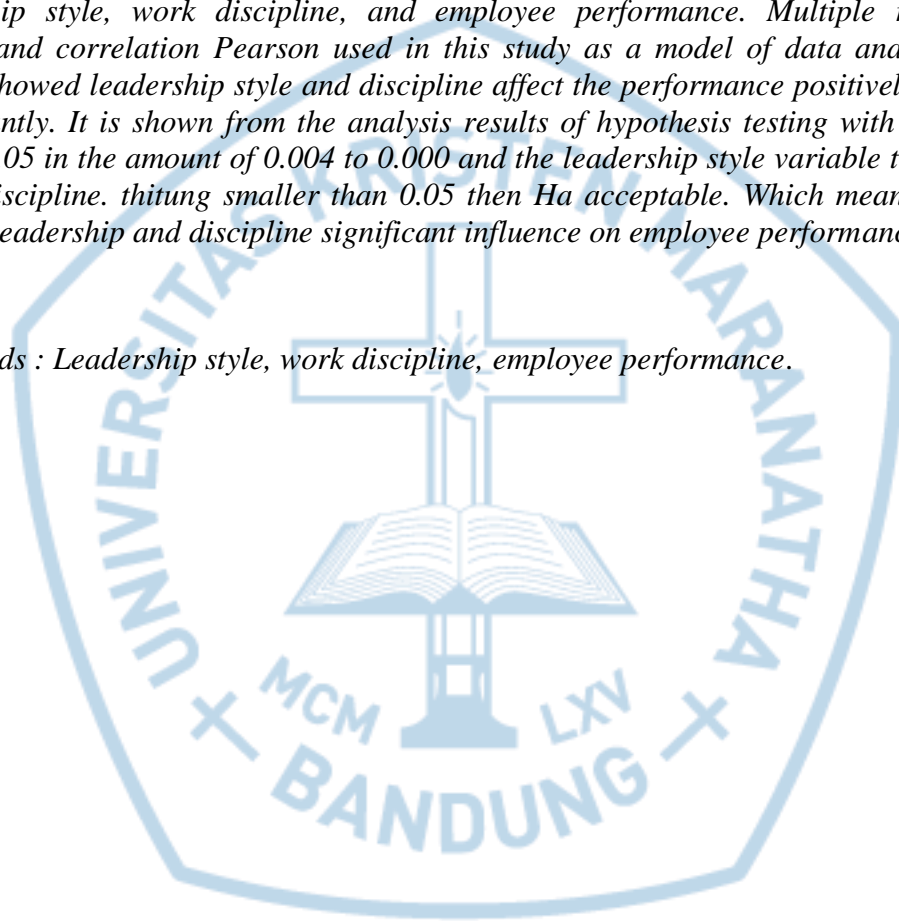 ip style, work discipline, and employee performance. Multiple
and correlation Pearson used in this study as a model of data and
howed leadership style and discipline affect the performance positivel
ntly. It is shown from the analysis results of hypothesis testing with
05 in the amount of 0.004 to 0.000 and the leadership style variable t
iscipline. thitung smaller than 0.05 then Ha acceptable. Which mean
eadership and discipline significant influence on employee performanc
ds : Leadership style, work discipline, employee performance.
UNIVERSITAS KRISTEN MARANATHA
MCM LXV
BANDUNG